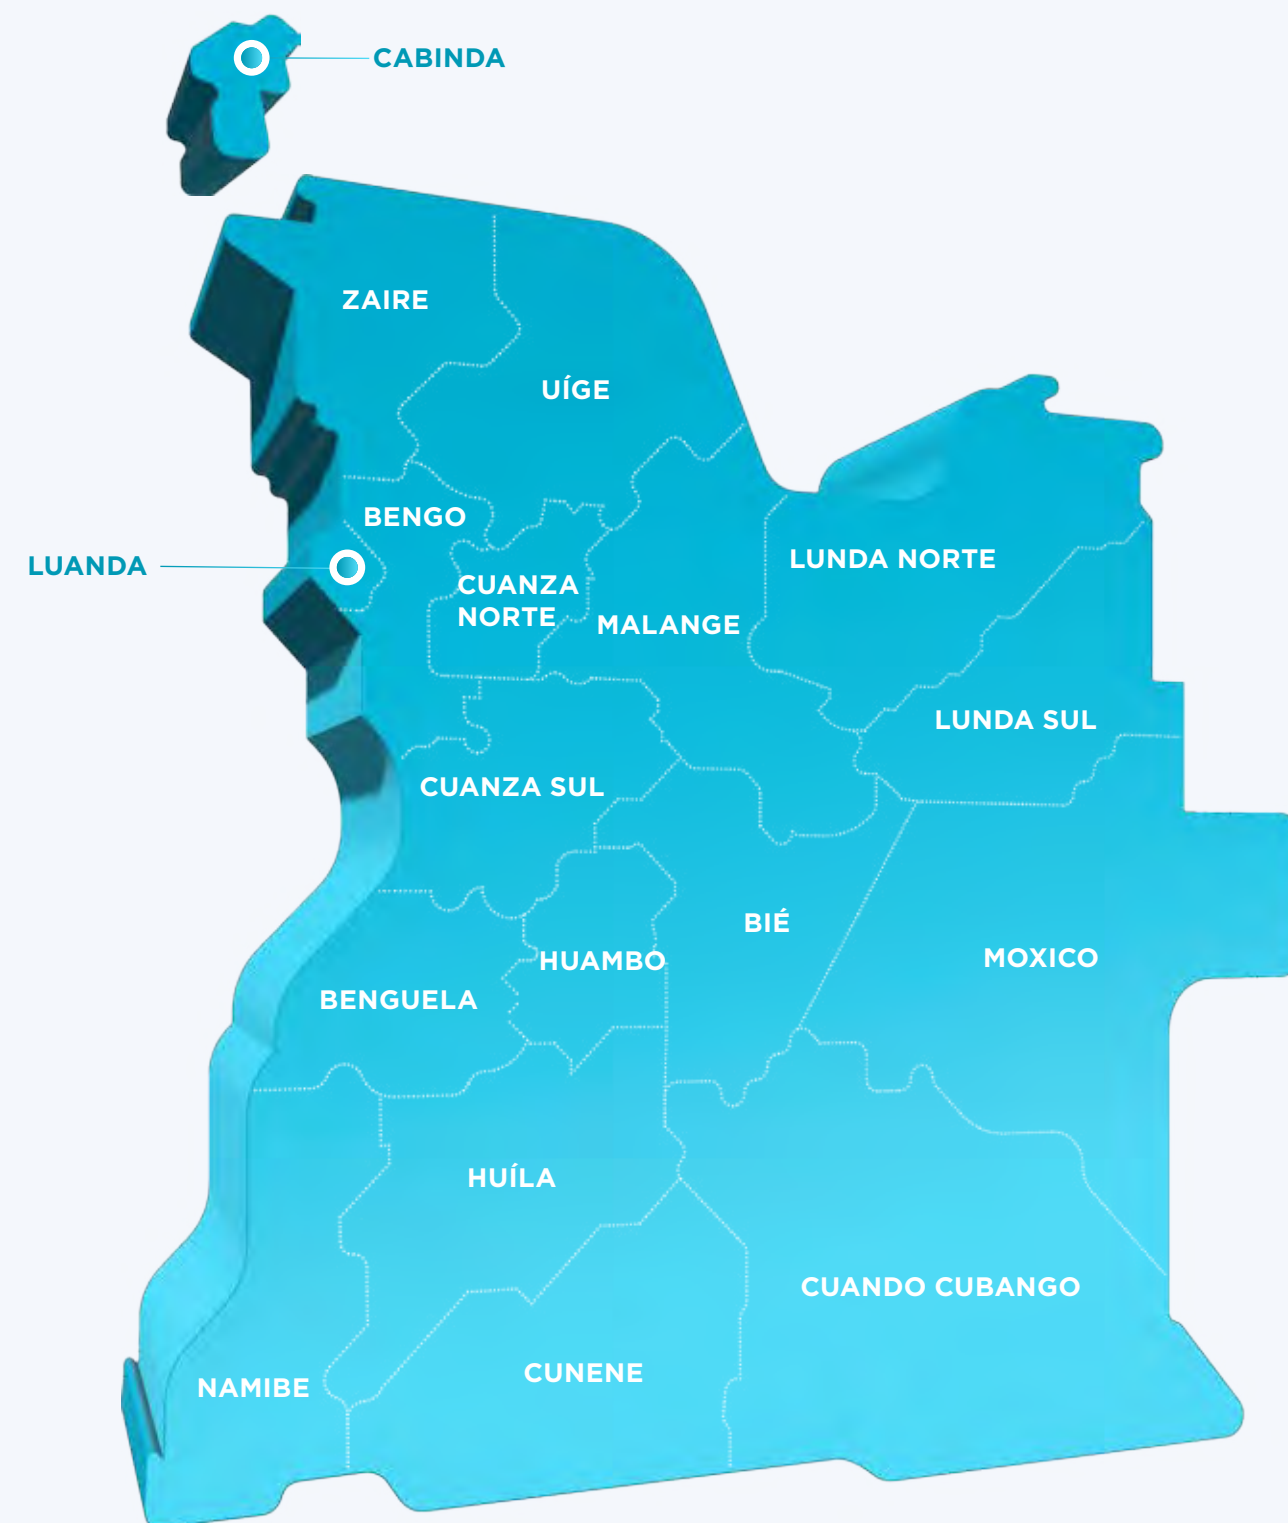 CABINDA
ZAIRE
UÍGE
BENGO
LUANDA
LUNDA NORTE
CUANZA
NORTE
MALANGE
LUNDA SUL
CUANZA SUL
BIÉ
HUAMBO
MOXICO
BENGUELA
HUÍLA
CUANDO CUBANGO
CUNENE
NAMIBE